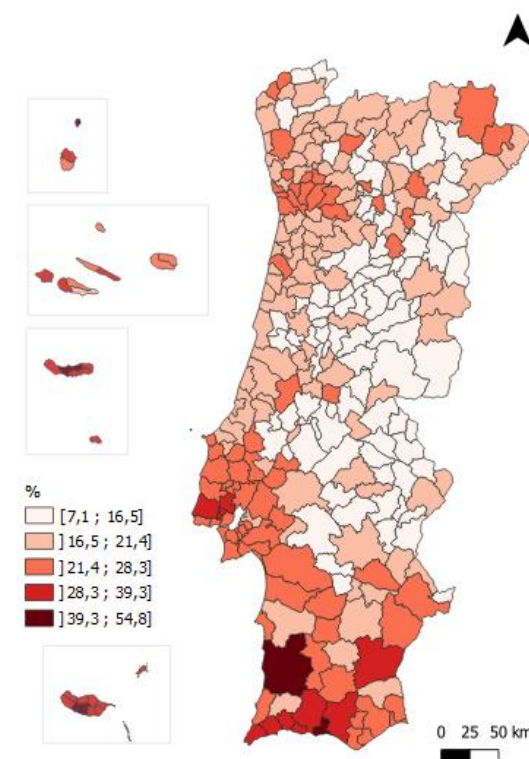 %
[7,1 ; 16,5]
]16,5 ; 21,4]
]21,4 ; 28,3]
]28,3 ; 39,3]
]39,3 ; 54,8]
0 25 50 km